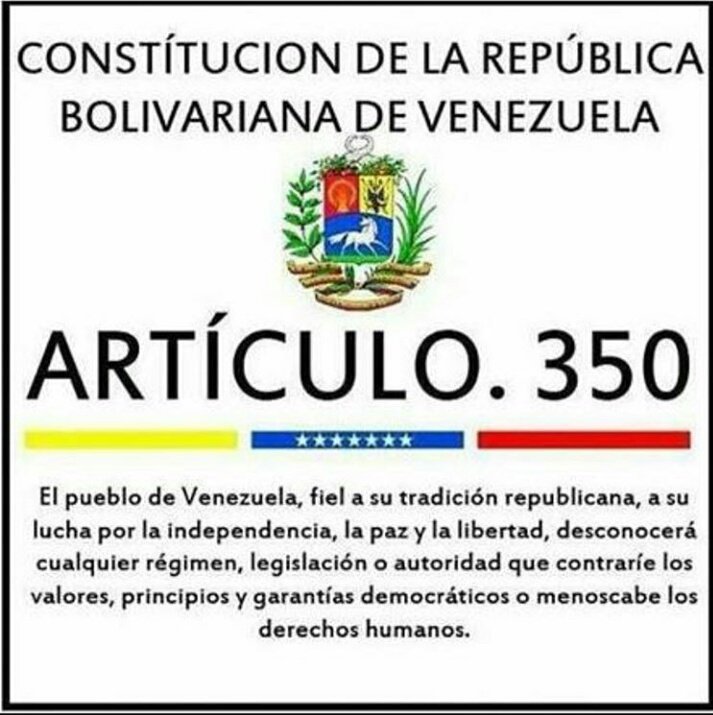 CONSTÍTUCION DE LA REPÚBLICA
BOLIVARIANA DE VENEZUELA
ARTÍCULO. 350
El pueblo de Venezuela, fiel a su tradición republicana, a su
lucha por la independencia, la paz y la libertad, desconocerá
cualquier régimen, legislación o autoridad que contraríe los
valores, principios y garantías democráticos o menoscabe los
derechos humanos.